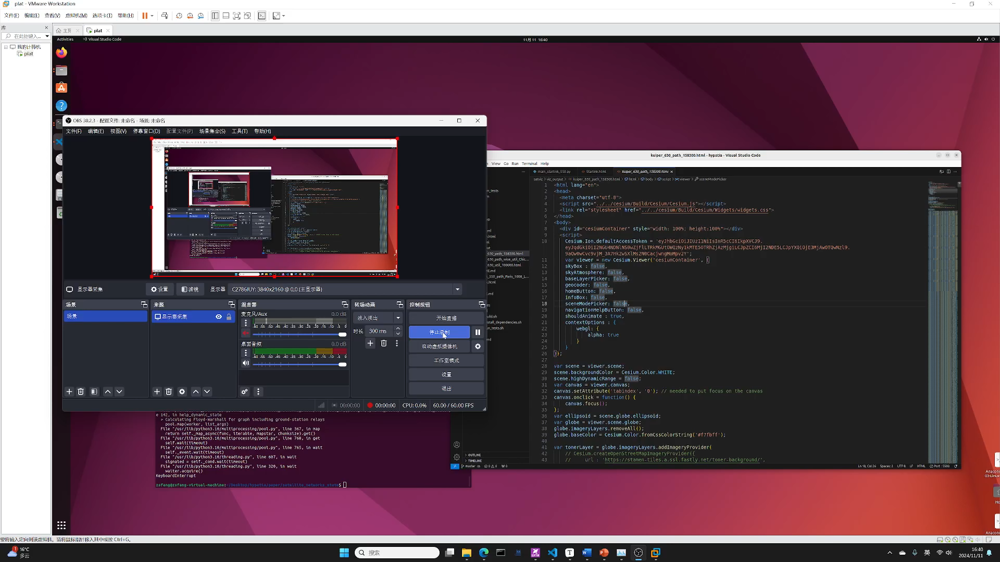 plat - VMware Workstation
文件(F) 编辑(E) 查看(V) 虚拟机(M) 选项卡(T) 帮助(H)
库
在此处键入...
我的计算机
plat
主页
plat
Activities
Visual Studio Code
11月 11 16:40
OBS 30.2.3 - 配置文件: 未命名 - 场景: 未命名
文件(F) 编辑(E) 视图(V) 停靠窗口(D) 配置文件(P) 场景集合(S) 工具(T) 帮助(H)
显示器采集
设置
滤镜
显示器
C2786IUY: 3840x2160 @ 0,0 (主显示器)
场景
场景
来源
显示器采集
混音器
麦克风/Aux 0.0 dB
-60 -55 -50 -45 -40 -35 -30 -25 -20 -15 -10 -5 0
桌面音频 0.0 dB
-60 -55 -50 -45 -40 -35 -30 -25 -20 -15 -10 -5 0
转场动画
淡入淡出
时长 300 ms
控制按钮
开始直播
停止录制
启动虚拟摄像机
工作室模式
设置
退出
00:00:00
00:00:00
CPU: 0.0%
60.00 / 60.00 FPS
e 142, in help_dynamic_state
> Calculating Floyd-Warshall for graph including ground-station relays
pool.map(worker, list_args)
File "/usr/lib/python3.10/multiprocessing/pool.py", line 367, in map
return self._map_async(func, iterable, mapstar, chunksize).get()
File "/usr/lib/python3.10/multiprocessing/pool.py", line 768, in get
self.wait(timeout)
File "/usr/lib/python3.10/multiprocessing/pool.py", line 765, in wait
self._event.wait(timeout)
File "/usr/lib/python3.10/threading.py", line 607, in wait
signaled = self._cond.wait(timeout)
File "/usr/lib/python3.10/threading.py", line 320, in wait
waiter.acquire()
KeyboardInterrupt
zsfang@zsfang-virtual-machine:~/Desktop/hypatia/paper/satellite_networks_state$
kuiper_630_path_158300.html - hypatia - Visual Studio Code
View Go Run Terminal Help
main_starlink_550.py
Starlink.html
kuiper_630_path_158300.html
satviz > viz_output > kuiper_630_path_158300.html > html > body > script > viewer > sceneModePicker
1 <html lang="en">
2 <head>
3 <meta charset="utf-8">
4 <script src="../../cesium/Build/Cesium/Cesium.js"></script>
5 <link rel="stylesheet" href="../../cesium/Build/Cesium/Widgets/widgets.css">
6 </head>
7 <body>
8 <div id="cesiumContainer" style="width: 100%; height:100%"></div>
9 <script>
10 Cesium.Ion.defaultAccessToken =
11 var viewer = new Cesium.Viewer('cesiumContainer', {
12 skyBox : false,
13 skyAtmosphere: false,
14 baseLayerPicker: false,
15 geocoder: false,
16 homeButton: false,
17 infoBox: false,
18 sceneModePicker: false,
19 navigationHelpButton: false,
20 shouldAnimate : true,
21 contextOptions : {
22 webgl: {
23 alpha: true
24 }
25 }
26 });
27
28 var scene = viewer.scene;
29 scene.backgroundColor = Cesium.Color.WHITE;
30 scene.highDynamicRange = false;
31 var canvas = viewer.canvas;
32 canvas.setAttribute('tabindex', '0'); // needed to put focus on the canvas
33 canvas.onclick = function() {
34 canvas.focus();
35 };
36 var ellipsoid = scene.globe.ellipsoid;
37 var globe = viewer.scene.globe;
38 globe.imageryLayers.removeAll();
39 globe.baseColor = Cesium.Color.fromCssColorString('#f7fbff');
40
41 var tonerLayer = globe.imageryLayers.addImageryProvider(
42 // Cesium.createOpenStreetMapImageryProvider({
43 // url : 'https://stamen-tiles.a.ssl.fastly.net/toner-background/',
n_tests
630_path_158300.html
630_path_wise_util_Chic...
630_util_100000.html
550_path_Paris_1608_L...
build.sh
install_dependencies.sh
run_tests.sh
OUTLINE
TIMELINE
master
Ln 18, Col 26 Spaces: 2 UTF-8 LF HTML Port : 5500
要将输入定向到该虚拟机，请将鼠标指针移入其中或按 Ctrl+G。
16°C
多云
搜索
英
16:40
2024/11/11